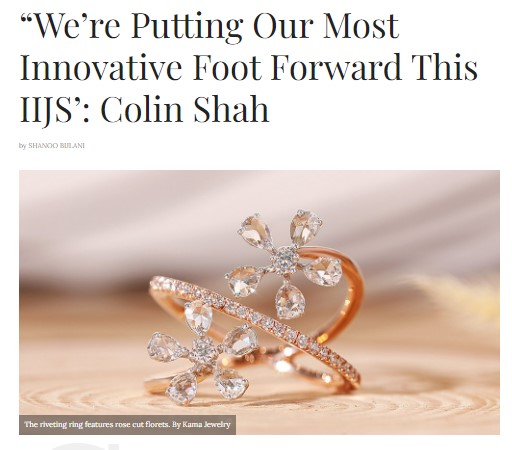 “We’re Putting Our Most
Innovative Foot Forward This
IIJS’: Colin Shah
by SHANOO BIJLANI
The riveting ring features rose cut florets. By Kama Jewelry